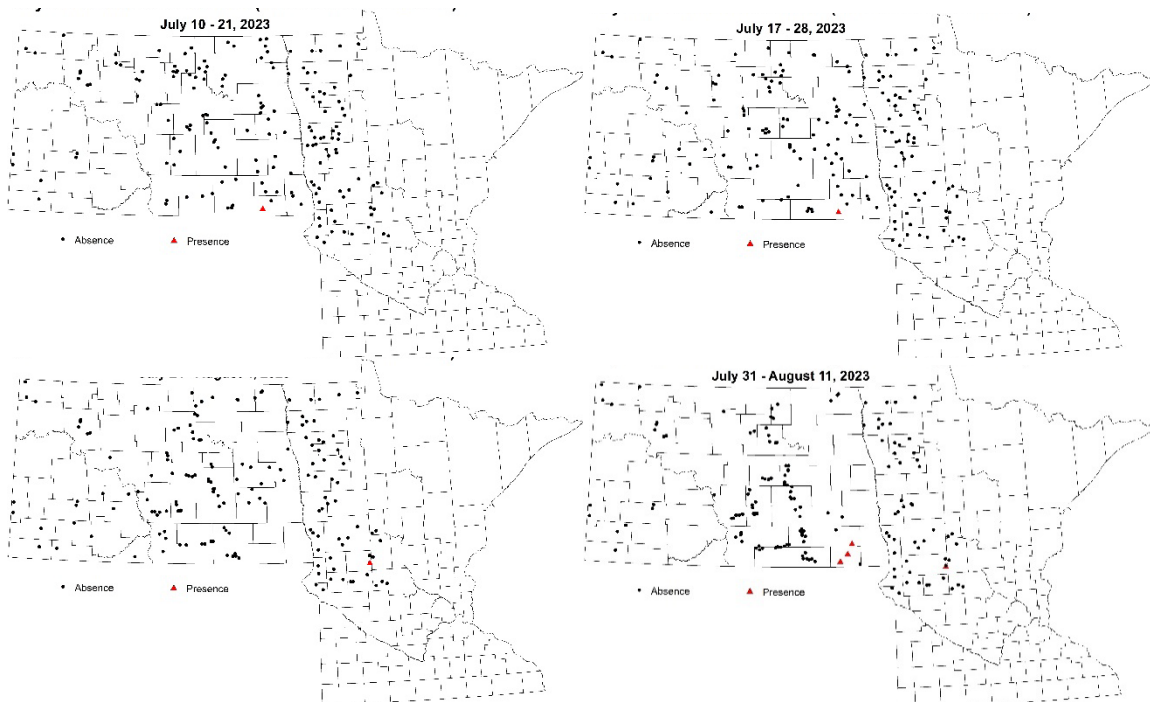 July 10 - 21, 2023
July 17 - 28, 2023
Absence
Presence
Absence
Presence
July 31 - August 11, 2023
Absence
Presence
Absence
Presence